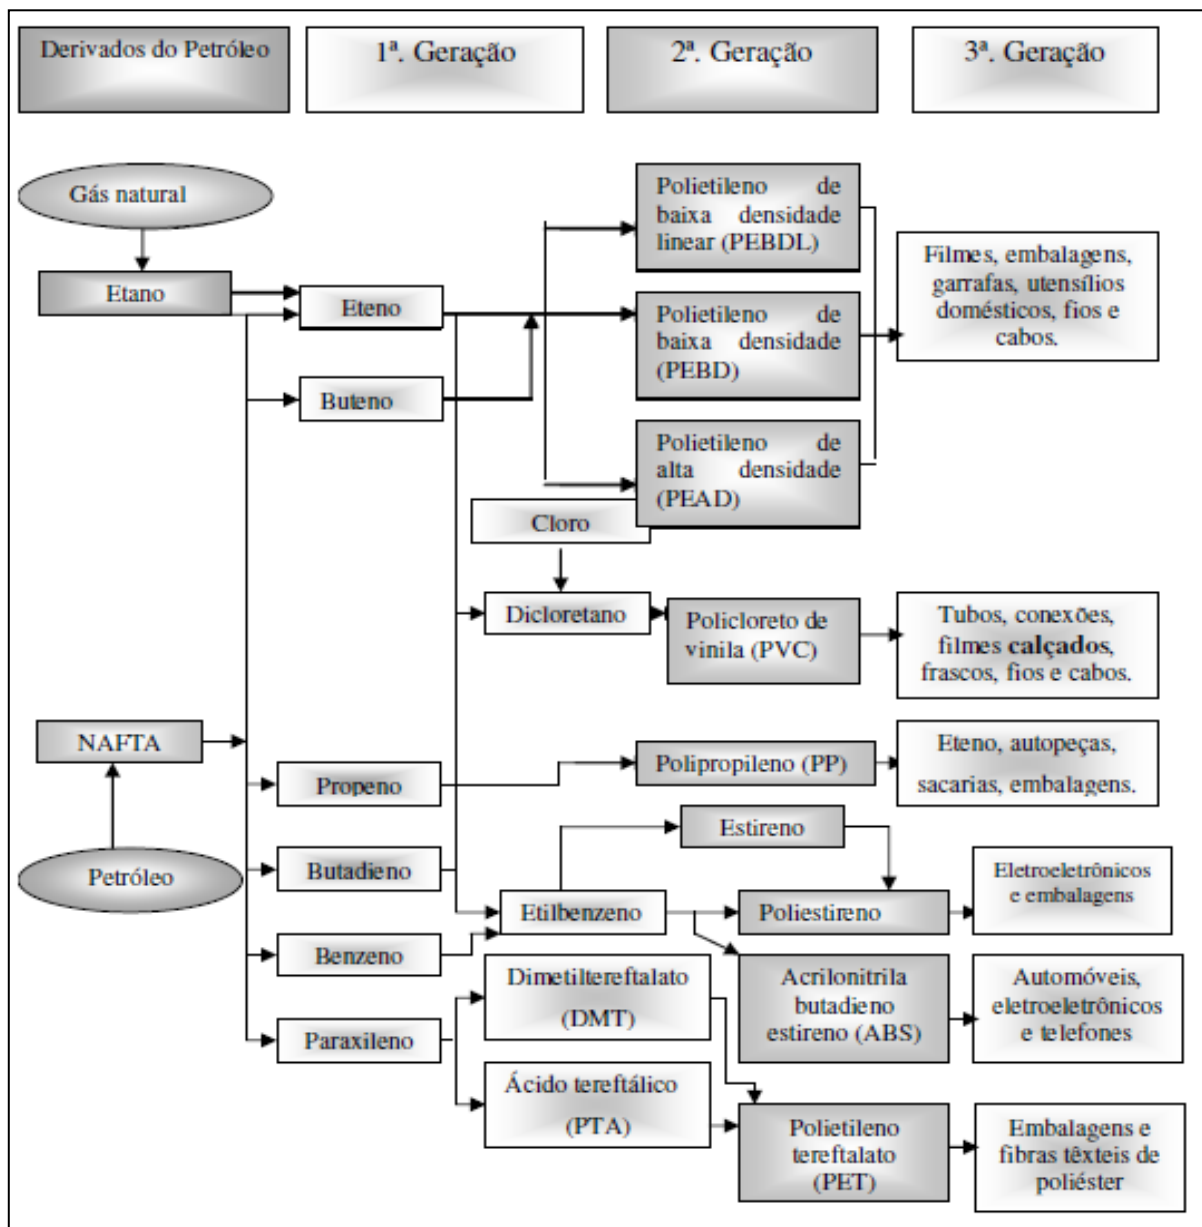 Derivados do Petróleo
1ª. Geração
2ª. Geração
3ª. Geração
Gás natural
Etano
Eteno
Buteno
Polietileno de
baixa densidade
linear (PEBDL)
Polietileno de
baixa densidade
(PEBD)
Polietileno de
alta densidade
(PEAD)
Filmes, embalagens,
garrafas, utensílios
domésticos, fios e
cabos.
Cloro
Dicloretano
Policloreto de
vinila (PVC)
Tubos, conexões,
filmes calçados,
frascos, fios e cabos.
NAFTA
Petróleo
Propeno
Polipropileno (PP)
Eteno, autopeças,
sacarias, embalagens.
Estireno
Butadieno
Etilbenzeno
Poliestireno
Eletroeletrônicos
e embalagens
Benzeno
Dimetiltereftalato
(DMT)
Acrilonitrila
butadieno
estireno (ABS)
Automóveis,
eletroeletrônicos
e telefones
Paraxileno
Ácido tereftálico
(PTA)
Polietileno
tereftalato
(PET)
Embalagens e
fibras têxteis de
poliéster